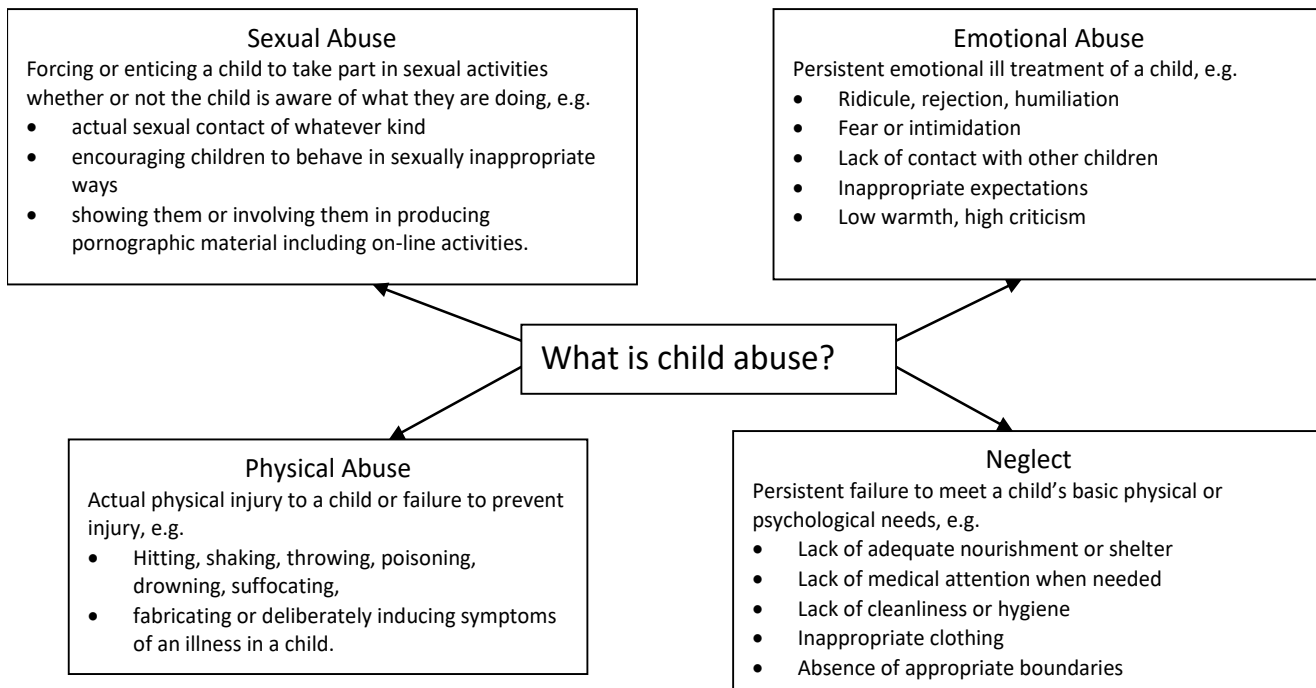 Sexual Abuse
Forcing or enticing a child to take part in sexual activities
whether or not the child is aware of what they are doing, e.g.
• actual sexual contact of whatever kind
• encouraging children to behave in sexually inappropriate
ways
• showing them or involving them in producing
pornographic material including on-line activities.
Emotional Abuse
Persistent emotional ill treatment of a child, e.g.
• Ridicule, rejection, humiliation
• Fear or intimidation
• Lack of contact with other children
• Inappropriate expectations
• Low warmth, high criticism
What is child abuse?
Physical Abuse
Actual physical injury to a child or failure to prevent
injury, e.g.
• Hitting, shaking, throwing, poisoning,
drowning, suffocating,
• fabricating or deliberately inducing symptoms
of an illness in a child.
Neglect
Persistent failure to meet a child’s basic physical or
psychological needs, e.g.
• Lack of adequate nourishment or shelter
• Lack of medical attention when needed
• Lack of cleanliness or hygiene
• Inappropriate clothing
• Absence of appropriate boundaries